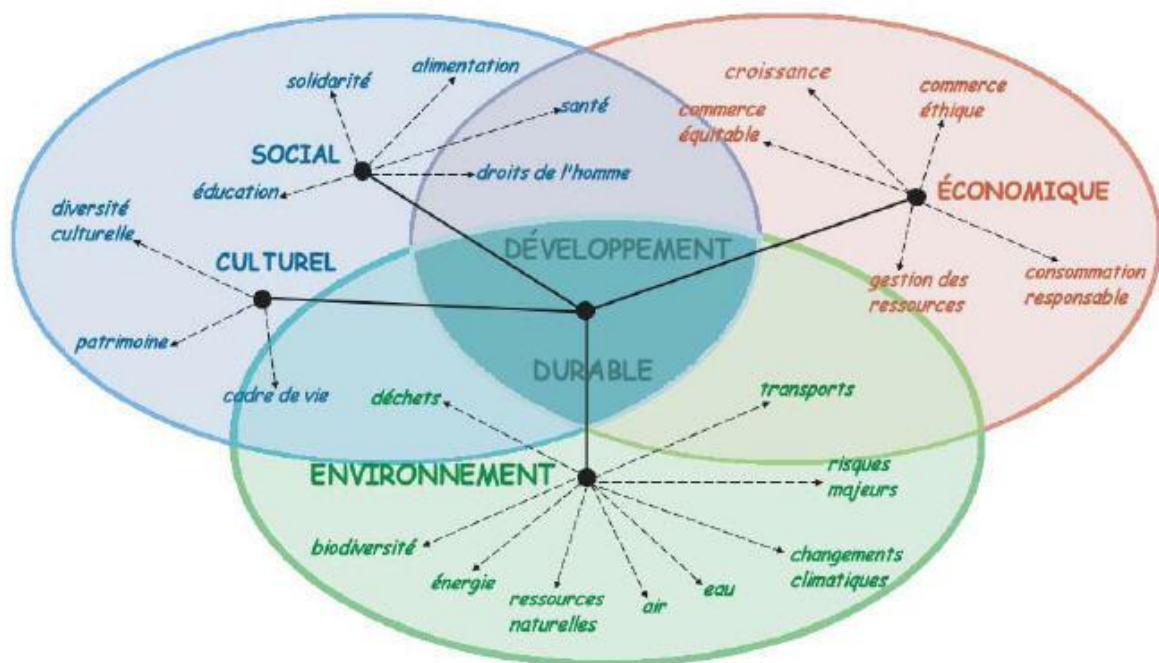 solidarité
alimentation
santé
SOCIAL
droits de l'homme
éducation
diversité
culturelle
CULTUREL
patrimoine
cadre de vie
croissance
commerce
éthique
commerce
équitable
ÉCONOMIQUE
gestion des
ressources
consommation
responsable
DÉVELOPPEMENT
DURABLE
déchets
transports
ENVIRONNEMENT
risques
majeurs
biodiversité
énergie
ressources
naturelles
air
eau
changements
climatiques